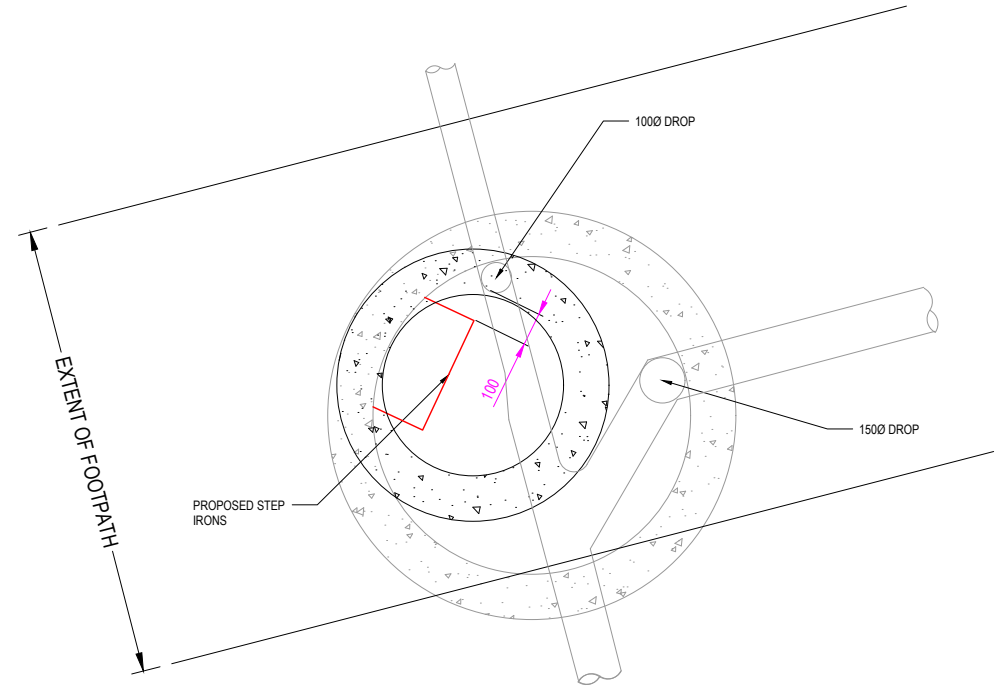 100Ø DROP
EXTENT OF FOOTPATH
100
150Ø DROP
PROPOSED STEP
IRONS